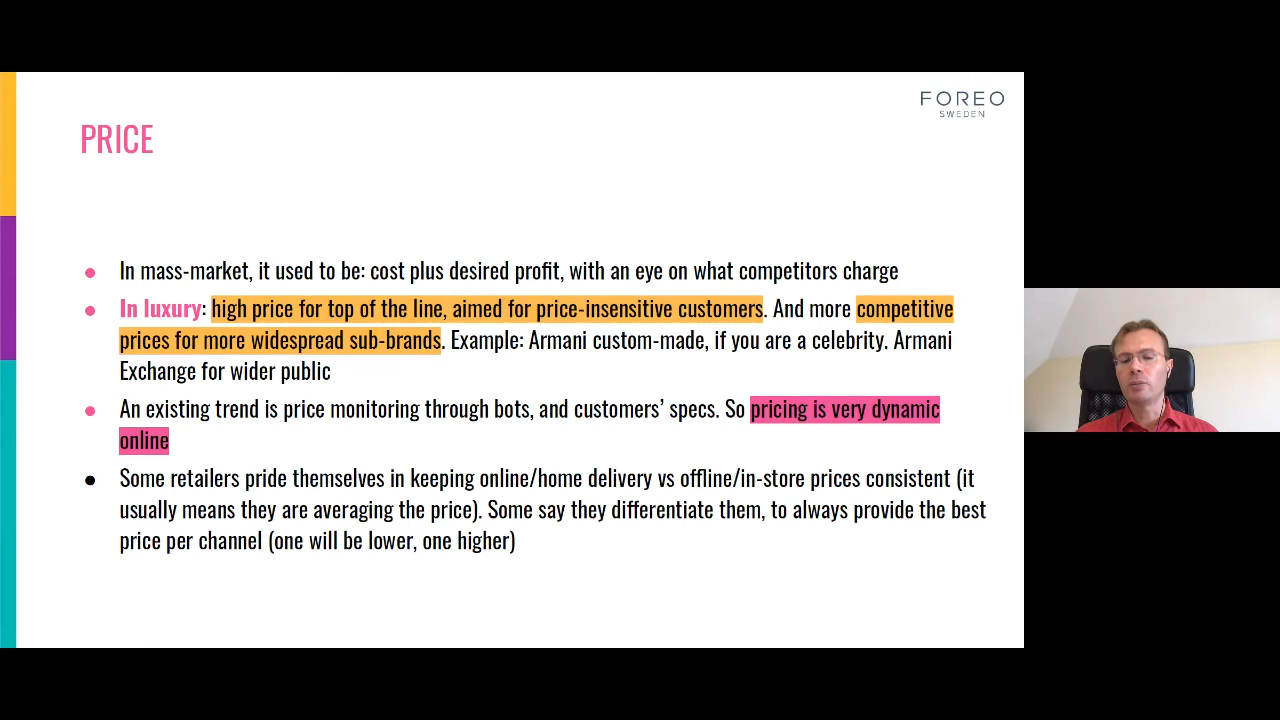 FOREO
SWEDEN
PRICE
● In mass-market, it used to be: cost plus desired profit, with an eye on what competitors charge
● In luxury: high price for top of the line, aimed for price-insensitive customers. And more competitive
prices for more widespread sub-brands. Example: Armani custom-made, if you are a celebrity. Armani
Exchange for wider public
● An existing trend is price monitoring through bots, and customers’ specs. So pricing is very dynamic
online
● Some retailers pride themselves in keeping online/home delivery vs offline/in-store prices consistent (it
usually means they are averaging the price). Some say they differentiate them, to always provide the best
price per channel (one will be lower, one higher)